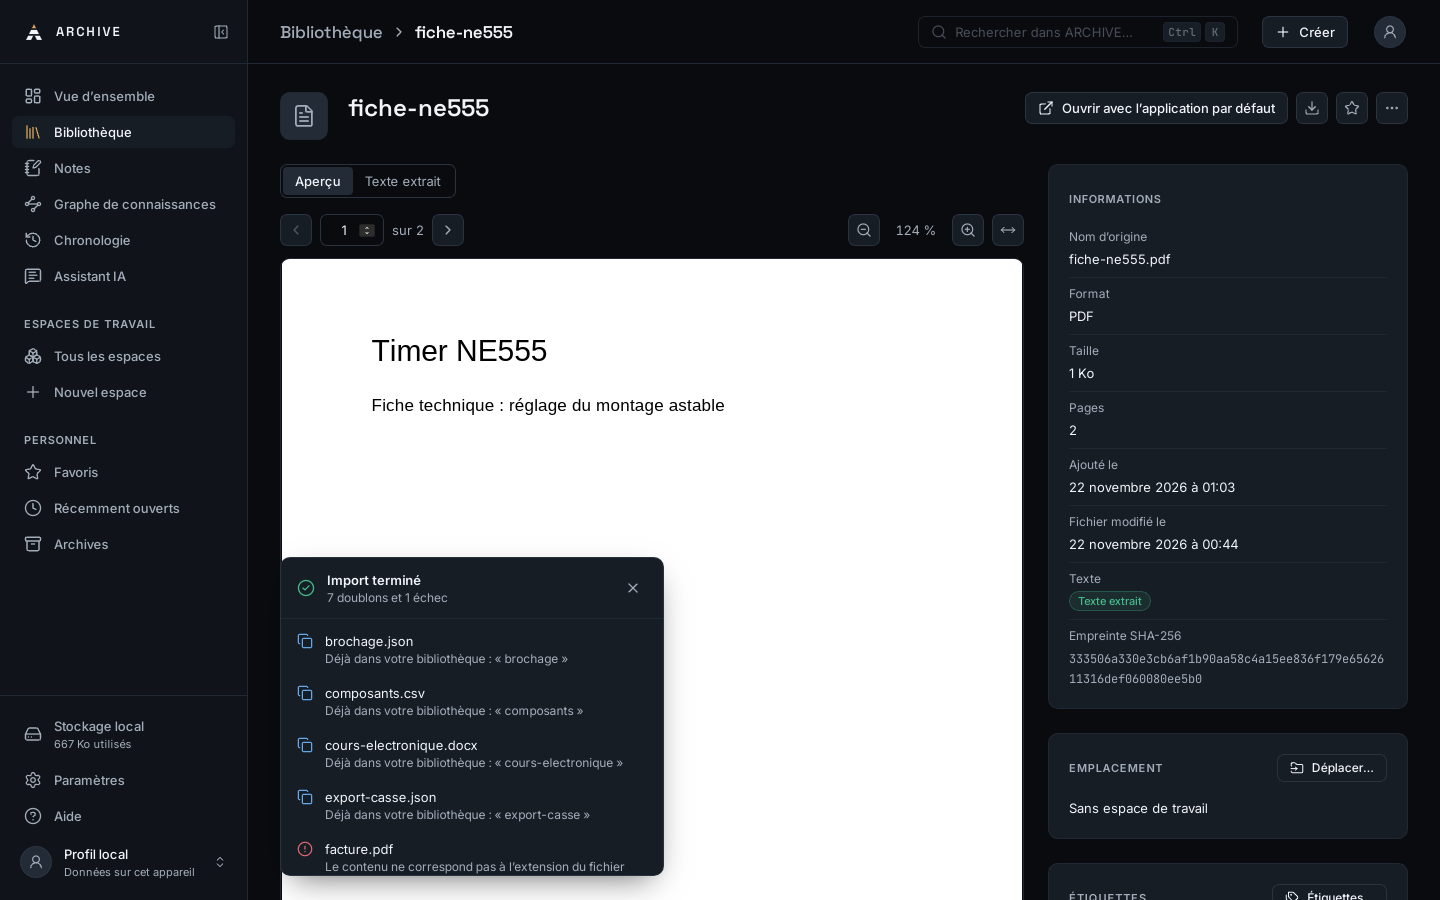 ARCHIVE
Bibliothèque > fiche-ne555
Rechercher dans ARCHIVE...
Ctrl K
Créer
Vue d’ensemble
Bibliothèque
Notes
Graphe de connaissances
Chronologie
Assistant IA
ESPACES DE TRAVAIL
Tous les espaces
Nouvel espace
PERSONNEL
Favoris
Récemment ouverts
Archives
Stockage local
667 Ko utilisés
Paramètres
Aide
Profil local
Données sur cet appareil
fiche-ne555
Ouvrir avec l’application par défaut
Aperçu
Texte extrait
1 sur 2
124 %
Timer NE555
Fiche technique : réglage du montage astable
Import terminé
7 doublons et 1 échec
brochage.json
Déjà dans votre bibliothèque : « brochage »
composants.csv
Déjà dans votre bibliothèque : « composants »
cours-electronique.docx
Déjà dans votre bibliothèque : « cours-electronique »
export-casse.json
Déjà dans votre bibliothèque : « export-casse »
facture.pdf
Le contenu ne correspond pas à l’extension du fichier
INFORMATIONS
Nom d’origine
fiche-ne555.pdf
Format
PDF
Taille
1 Ko
Pages
2
Ajouté le
22 novembre 2026 à 01:03
Fichier modifié le
22 novembre 2026 à 00:44
Texte
Texte extrait
Empreinte SHA-256
333506a330e3cb6af1b90aa58c4a15ee836f179e65626
11316def060080ee5b0
EMPLACEMENT
Déplacer...
Sans espace de travail
ÉTIQUETTES
Étiquettes...